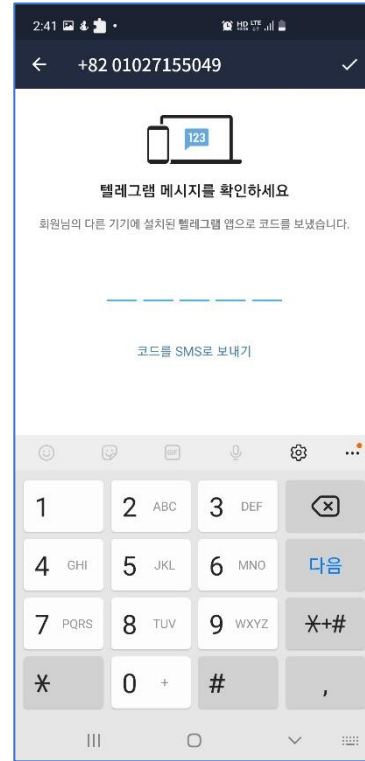 2:41
HD LTE
+82 01027155049
123
텔레그램 메시지를 확인하세요
회원님의 다른 기기에 설치된 텔레그램 앱으로 코드를 보냈습니다.
코드를 SMS로 보내기
GIF
1 2 ABC 3 DEF
4 GHI 5 JKL 6 MNO 다음
7 PQRS 8 TUV 9 WXYZ *+#
* 0 + # ,